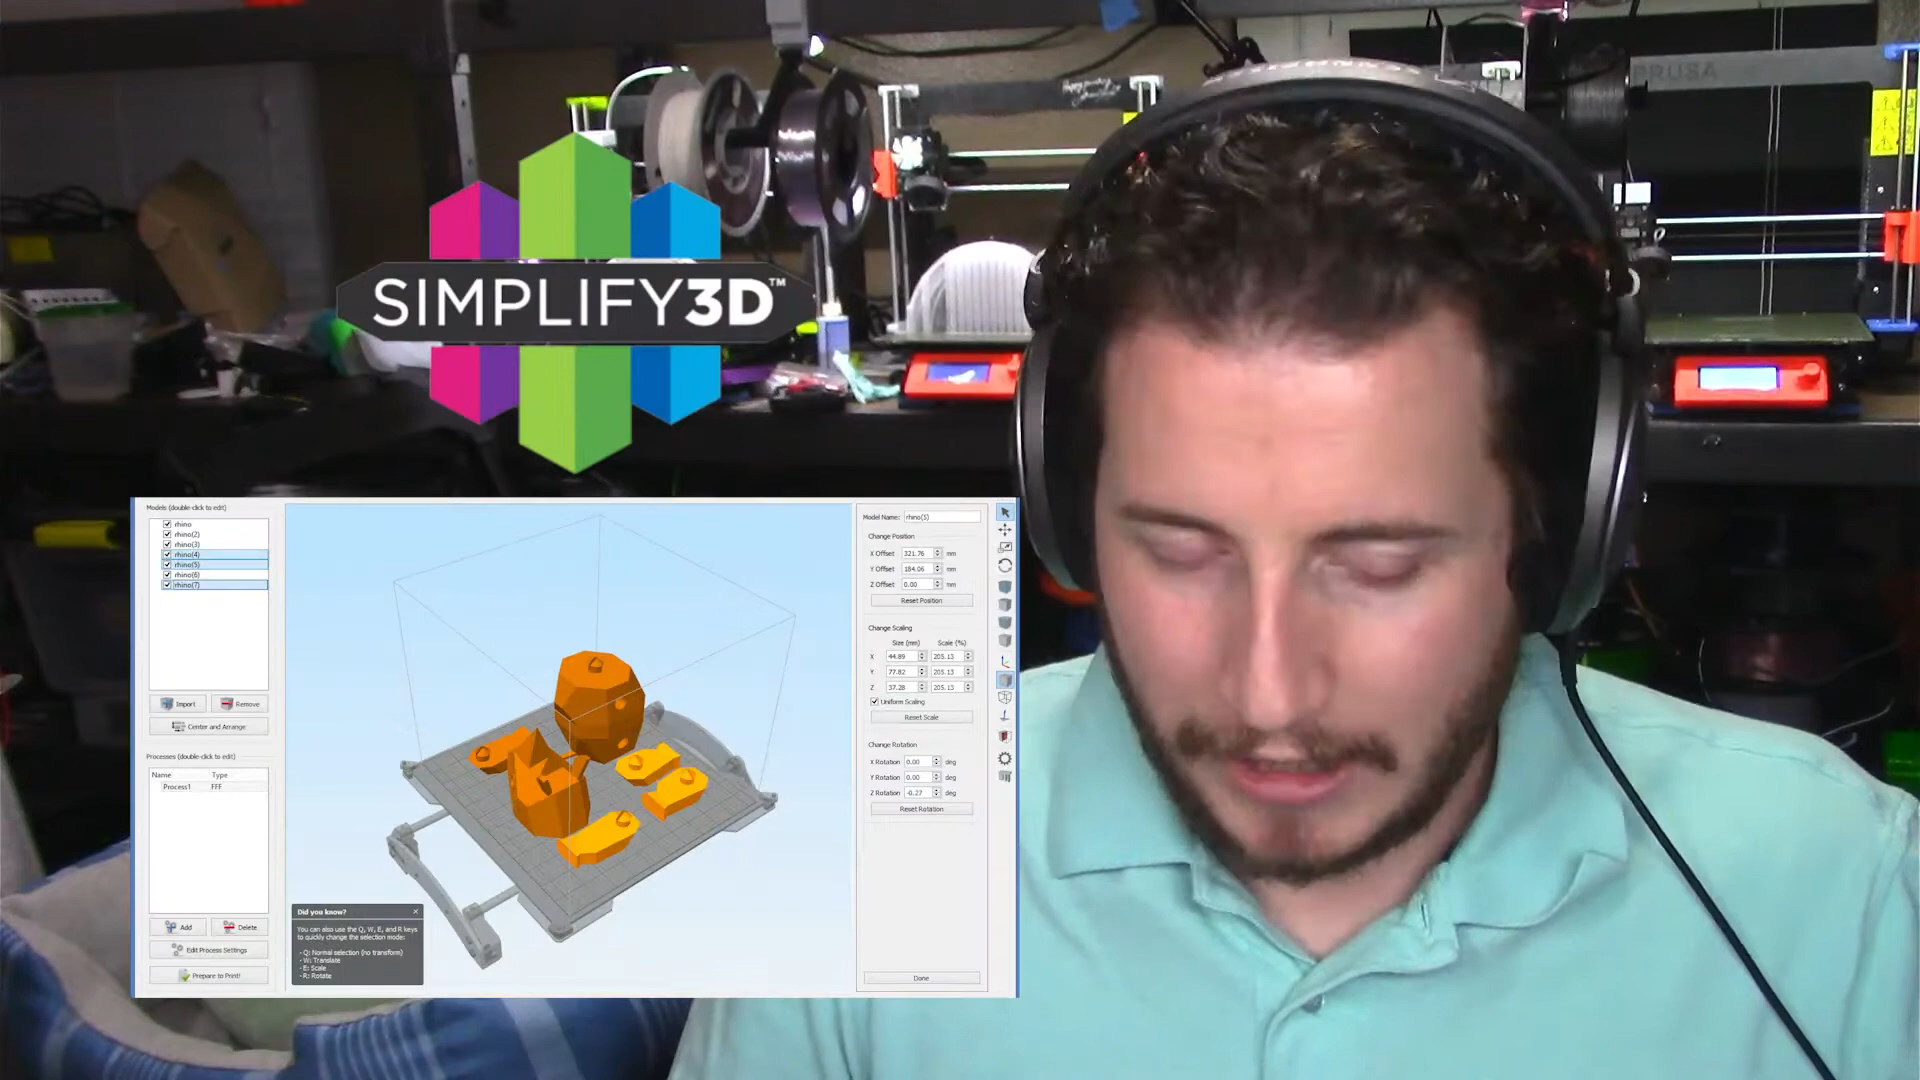 PRUSA
SIMPLIFY3D™
Models (double-click to edit)
rhino
rhino(2)
rhino(3)
rhino(4)
rhino(5)
rhino(6)
rhino(7)
Import
Remove
Center and Arrange
Processes (double-click to edit)
Name Type
Process1 FFF
Add
Delete
Edit Process Settings
Prepare to Print!
Did you know?
You can also use the Q, W, E, and R keys
to quickly change the selection mode:
- Q: Normal selection (no transform)
- W: Translate
- E: Scale
- R: Rotate
Model Name: rhino(5)
Change Position
X Offset 321.76 mm
Y Offset 184.06 mm
Z Offset 0.00 mm
Reset Position
Change Scaling
Size (mm) Scale (%)
X 44.89 205.13
Y 77.82 205.13
Z 37.28 205.13
Uniform Scaling
Reset Scale
Change Rotation
X Rotation 0.00 deg
Y Rotation 0.00 deg
Z Rotation -0.27 deg
Reset Rotation
Done